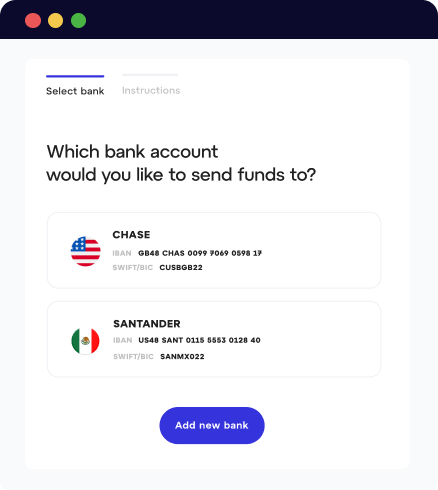 Select bank
Instructions
Which bank account
would you like to send funds to?
CHASE
IBAN GB48 CHAS 0099 7069 0598 17
SWIFT/BIC CUSBGB22
SANTANDER
IBAN US48 SANT 0115 5553 0128 40
SWIFT/BIC SANMX022
Add new bank